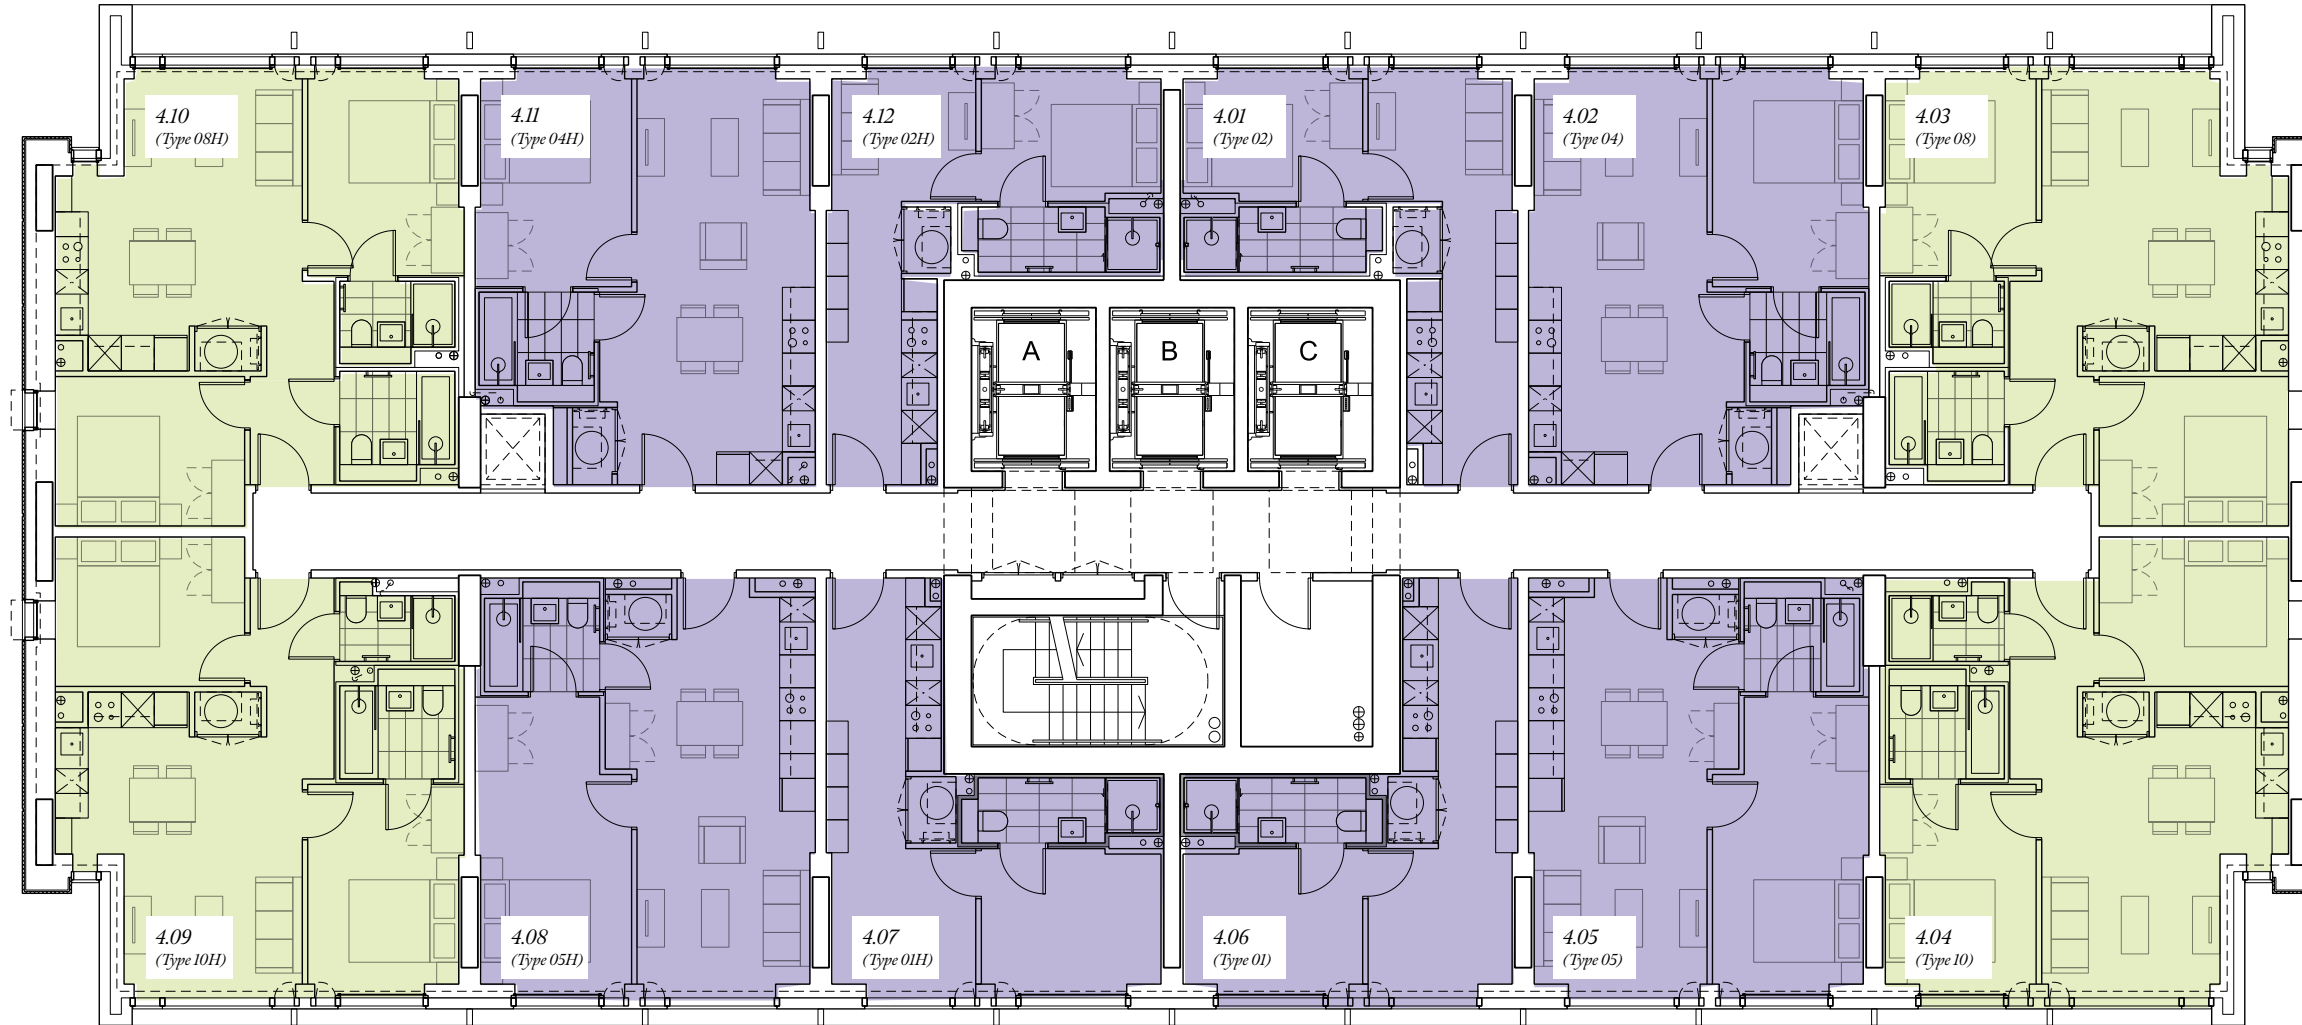 4.10
(Type 08H)
4.11
(Type 04H)
4.12
(Type 02H)
4.01
(Type 02)
4.02
(Type 04)
4.03
(Type 08)
A
B
C
4.09
(Type 10H)
4.08
(Type 05H)
4.07
(Type 01H)
4.06
(Type 01)
4.05
(Type 05)
4.04
(Type 10)